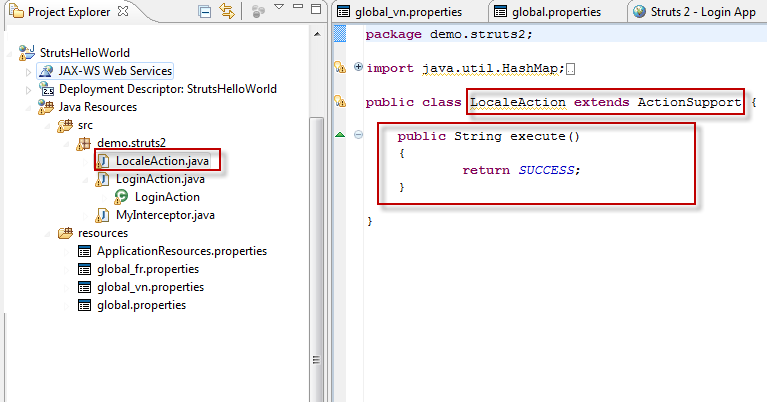 Project Explorer
StrutsHelloWorld
JAX-WS Web Services
Deployment Descriptor: StrutsHelloWorld
Java Resources
src
demo.struts2
LocaleAction.java
LoginAction.java
LoginAction
MyInterceptor.java
resources
ApplicationResources.properties
global_fr.properties
global_vn.properties
global.properties
global_vn.properties global.properties Struts 2 - Login App
package demo.struts2;
import java.util.HashMap;
public class LocaleAction extends ActionSupport {
public String execute()
{
return SUCCESS;
}
}